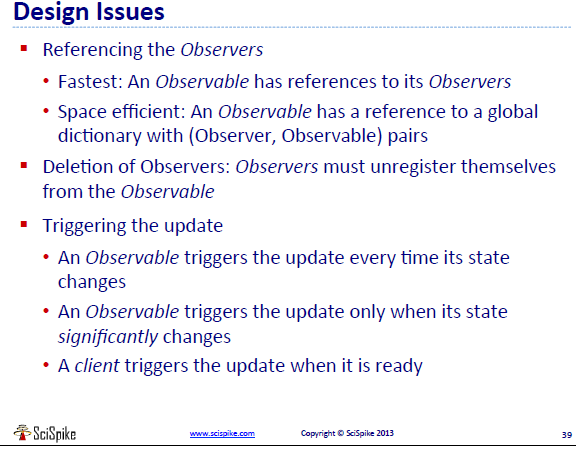 Design Issues
▪ Referencing the Observers
• Fastest: An Observable has references to its Observers
• Space efficient: An Observable has a reference to a global
dictionary with (Observer, Observable) pairs
▪ Deletion of Observers: Observers must unregister themselves
from the Observable
▪ Triggering the update
• An Observable triggers the update every time its state
changes
• An Observable triggers the update only when its state
significantly changes
• A client triggers the update when it is ready
SciSpike
www.scispike.com
Copyright © SciSpike 2013
39